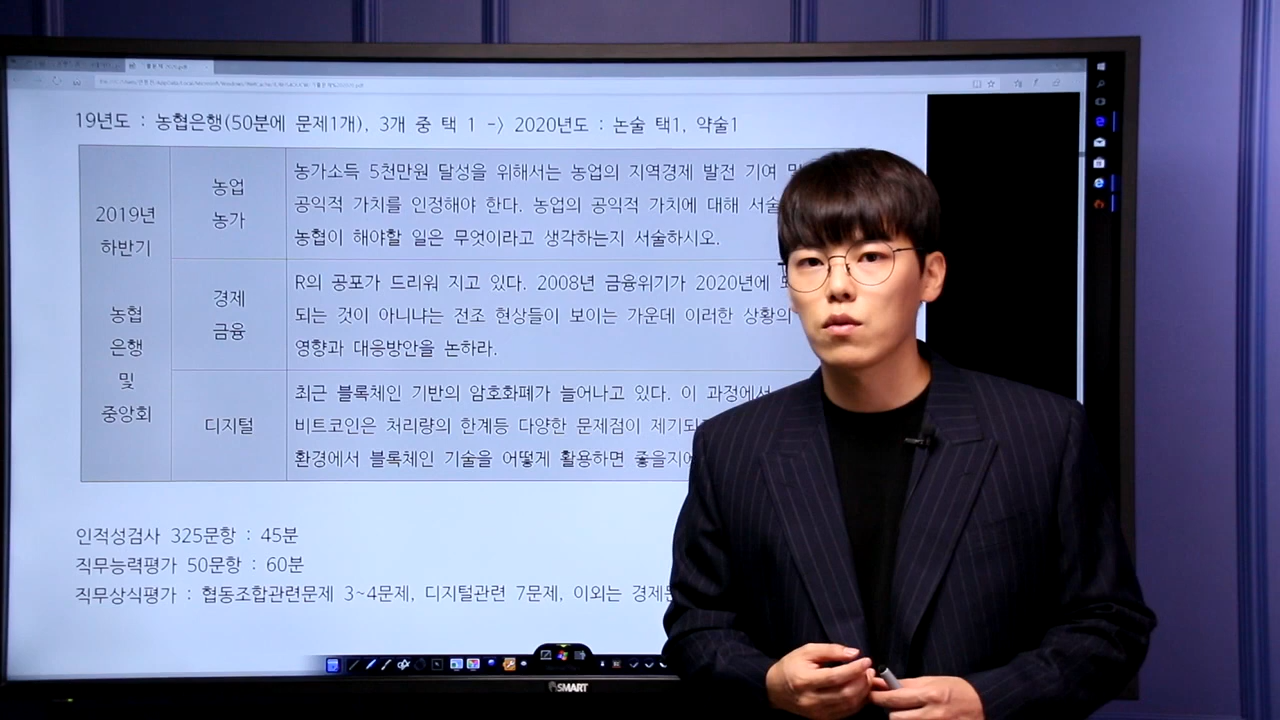 19년도 : 농협은행(50분에 문제1개), 3개 중 택 1 -> 2020년도 : 논술 택1, 약술1
2019년
하반기
농협
은행
및
중앙회
농업
농가
농가소득 5천만원 달성을 위해서는 농업의 지역경제 발전 기여 및
공익적 가치를 인정해야 한다. 농업의 공익적 가치에 대해 서술
농협이 해야할 일은 무엇이라고 생각하는지 서술하시오.
경제
금융
R의 공포가 드리워 지고 있다. 2008년 금융위기가 2020년에
되는 것이 아니냐는 전조 현상들이 보이는 가운데 이러한 상황의
영향과 대응방안을 논하라.
디지털
최근 블록체인 기반의 암호화폐가 늘어나고 있다. 이 과정에서
비트코인은 처리량의 한계등 다양한 문제점이 제기되
환경에서 블록체인 기술을 어떻게 활용하면 좋을지에
인적성검사 325문항 : 45분
직무능력평가 50문항 : 60분
직무상식평가 : 협동조합관련문제 3~4문제, 디지털관련 7문제, 이외는 경제
SMART